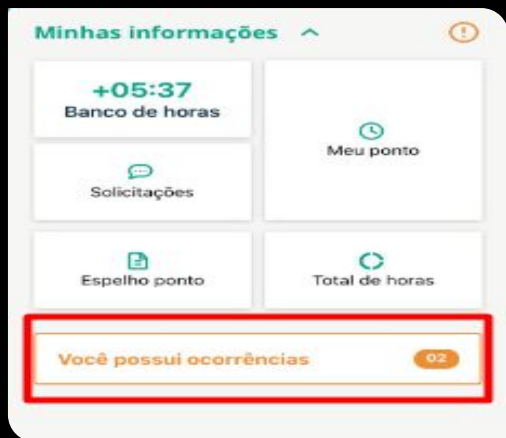 Minhas informações
+05:37
Banco de horas
Meu ponto
Solicitações
Espelho ponto
Total de horas
Você possui ocorrências 02